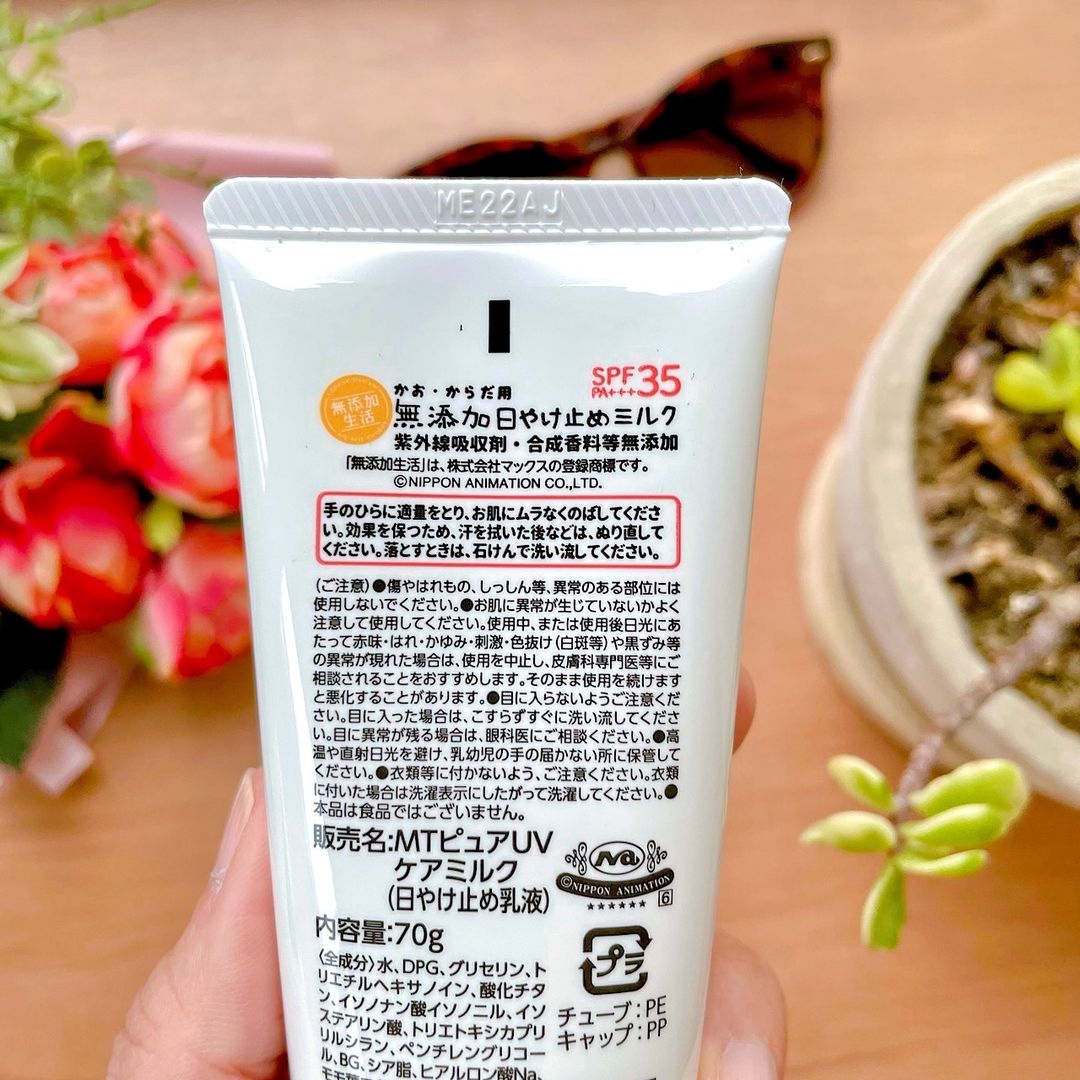 ME22AJ
無添加
生活
かお・からだ用
SPF35
PA+++
無添加日やけ止めミルク
紫外線吸収剤・合成香料等無添加
「無添加生活」は、株式会社マックスの登録商標です。
©NIPPON ANIMATION CO.,LTD.
手のひらに適量をとり、お肌にムラなくのばしてくださ
い。効果を保つため、汗を拭いた後などは、ぬり直して
ください。落とすときは、石けんで洗い流してください。
〈ご注意〉●傷やはれもの、しっしん等、異常のある部位には
使用しないでください。●お肌に異常が生じていないかよく
注意して使用してください。使用中、または使用後日光にあ
たって赤味・はれ・かゆみ・刺激・色抜け(白斑等)や黒ずみ等
の異常が現れた場合は、使用を中止し、皮膚科専門医等にご
相談されることをおすすめします。そのまま使用を続けます
と悪化することがあります。●目に入らないようご注意くだ
さい。目に入った場合は、こすらずすぐに洗い流してくださ
い。目に異常が残る場合は、眼科医にご相談ください。●高
温や直射日光を避け、乳幼児の手の届かない所に保管して
ください。●衣類等に付かないよう、ご注意ください。衣類
に付いた場合は洗濯表示にしたがって洗濯してください。●
本品は食品ではございません。
販売名:MTピュアUV
ケアミルク
(日やけ止め乳液)
Na
©NIPPON ANIMATION
6
内容量:70g
プラ
チューブ:PE
キャップ:PP
〈全成分〉水、DPG、グリセリン、ト
リエチルヘキサノイン、酸化チタ
ン、イソノナン酸イソノニル、イソ
ステアリン酸、トリエトキシカプリ
リルシラン、ペンチレングリコー
ル、BG、シア脂、ヒアルロン酸Na、